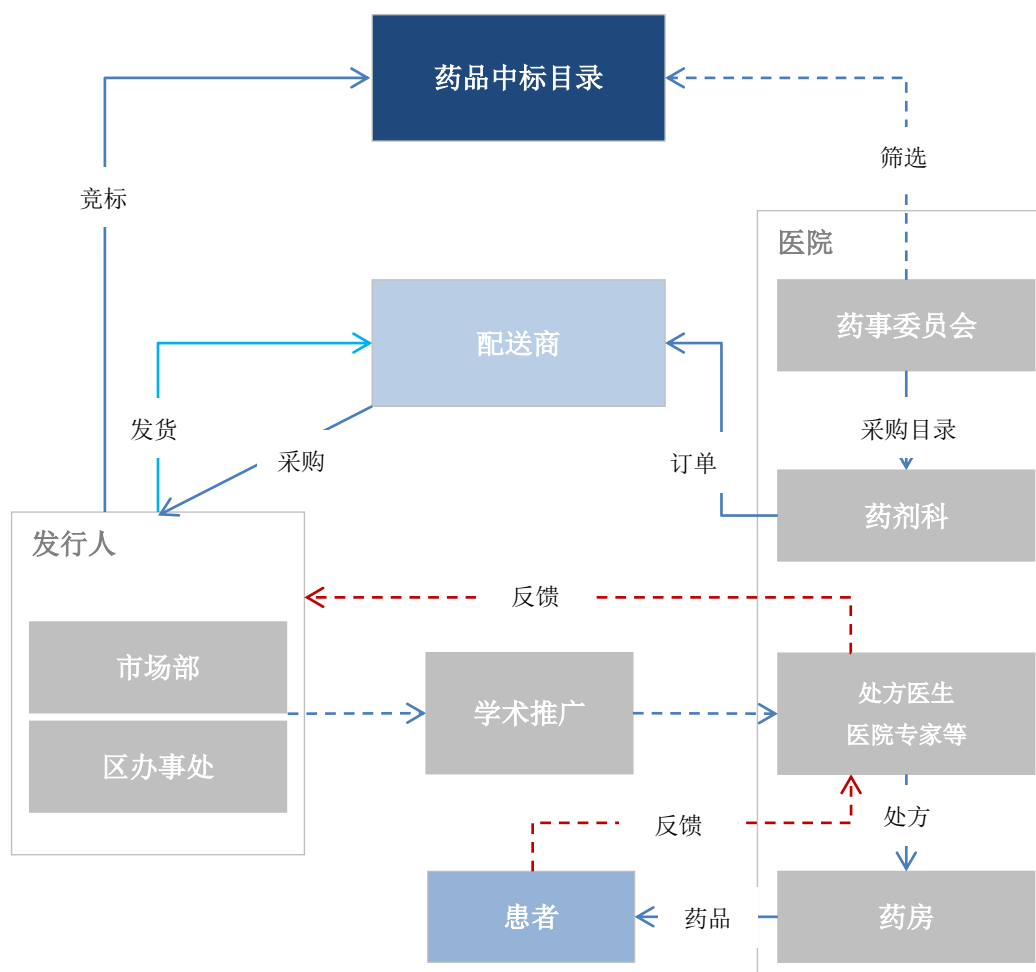 药品中标目录
筛选
竞标
医院
药事委员会
配送商
发货
采购目录
采购
订单
药剂科
发行人
反馈
市场部
学术推广
处方医生
医院专家等
区办事处
反馈
处方
患者
药品
药房